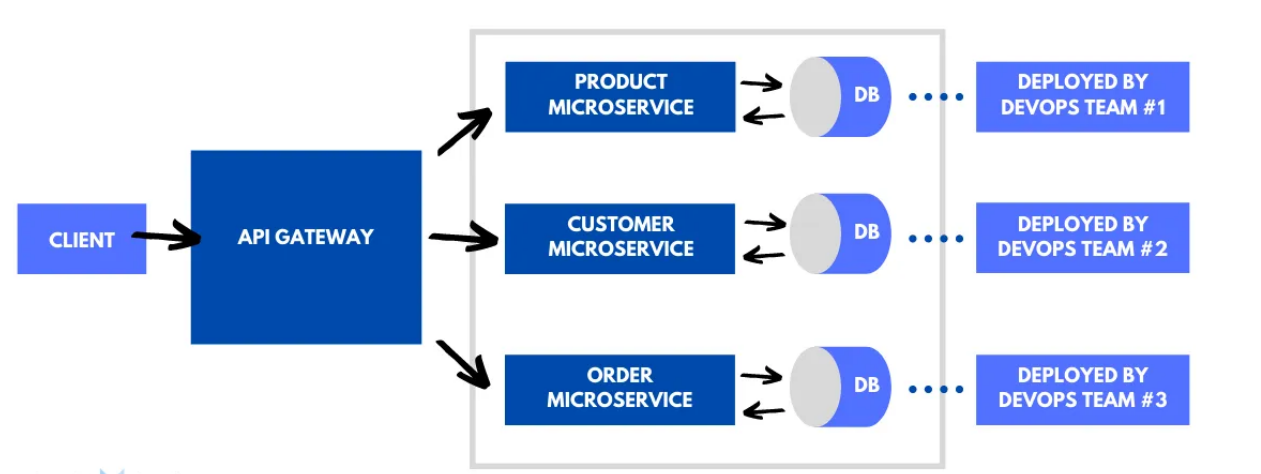 CLIENT
API GATEWAY
PRODUCT
MICROSERVICE
DB
DEPLOYED BY
DEVOPS TEAM #1
CUSTOMER
MICROSERVICE
DB
DEPLOYED BY
DEVOPS TEAM #2
ORDER
MICROSERVICE
DB
DEPLOYED BY
DEVOPS TEAM #3